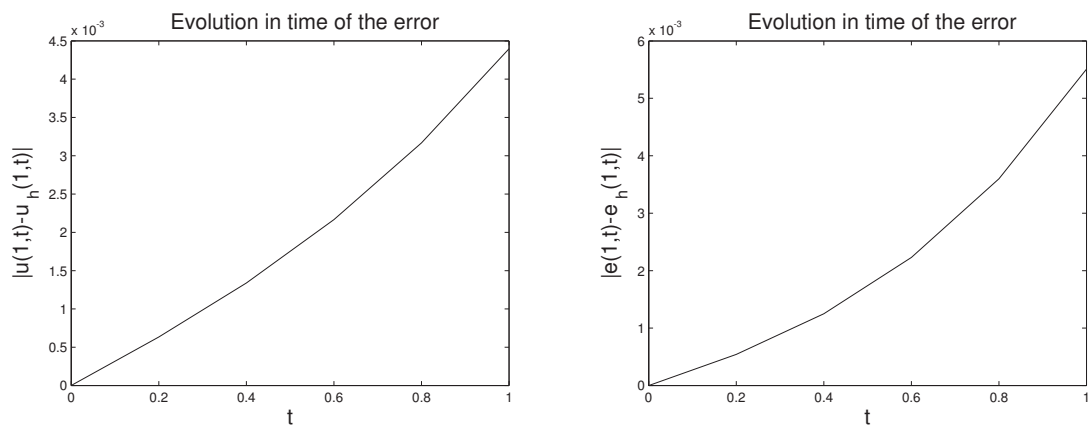 Evolution in time of the error
x 10^-3
4.5
4
3.5
3
2.5
2
1.5
1
0.5
0
|u(1,t)-u_h(1,t)|
0 0.2 0.4 0.6 0.8 1
t
Evolution in time of the error
x 10^-3
6
5
4
3
2
1
0
|e(1,t)-e_h(1,t)|
0 0.2 0.4 0.6 0.8 1
t